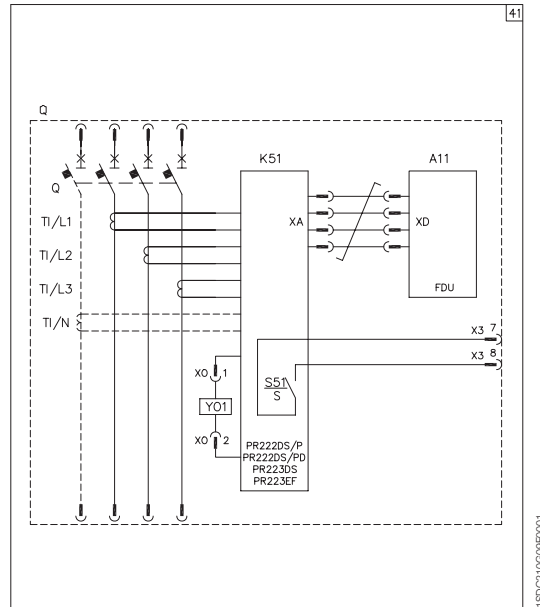 41
Q
K51
A11
Q
XA
XD
TI/L1
TI/L2
TI/L3
FDU
TI/N
X3 7
X3 8
X0 1
S51
S
Y01
X0 2
PR222DS/P
PR222DS/PD
PR223DS
PR223EF